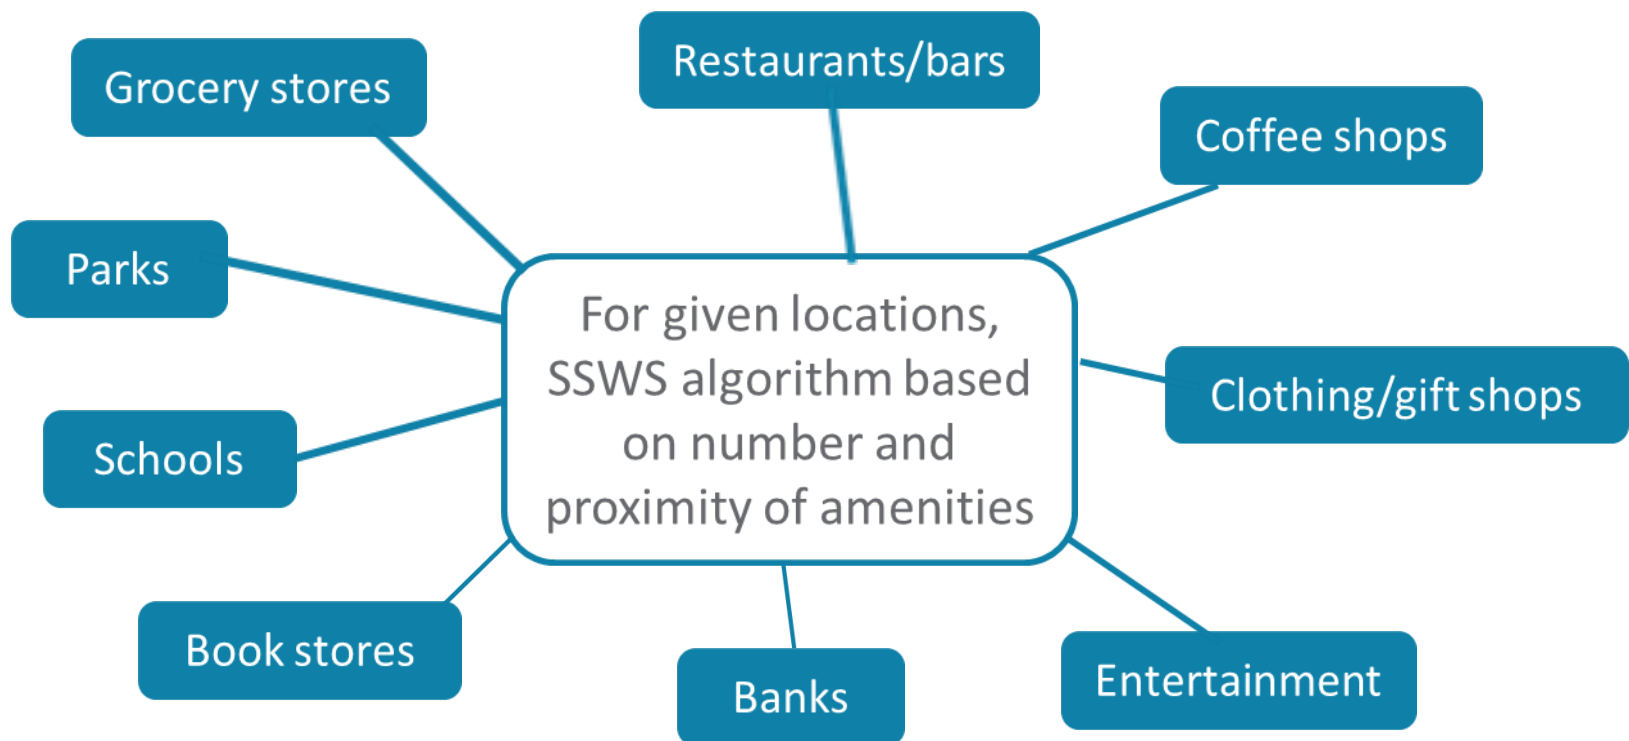 Restaurants/bars
Grocery stores
Coffee shops
Parks
For given locations,
SSWS algorithm based
on number and
proximity of amenities
Clothing/gift shops
Schools
Book stores
Entertainment
Banks